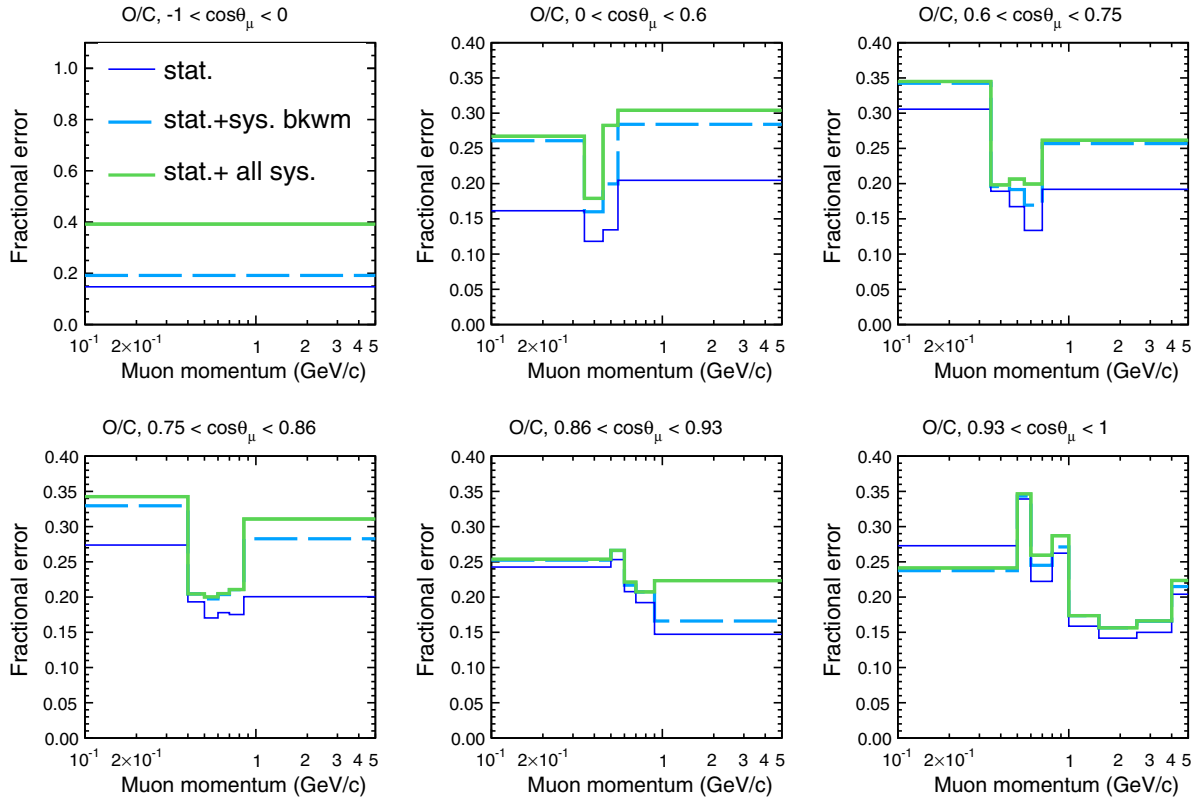 O/C, -1 < cosθμ < 0
Fractional error
1.0
0.8
0.6
0.4
0.2
0.0
stat.
stat.+sys. bkwm
stat.+ all sys.
10⁻¹ 2×10⁻¹ 1 2 3 4 5
Muon momentum (GeV/c)
O/C, 0 < cosθμ < 0.6
Fractional error
0.40
0.35
0.30
0.25
0.20
0.15
0.10
0.05
0.00
10⁻¹ 2×10⁻¹ 1 2 3 4 5
Muon momentum (GeV/c)
O/C, 0.6 < cosθμ < 0.75
Fractional error
0.40
0.35
0.30
0.25
0.20
0.15
0.10
0.05
0.00
10⁻¹ 2×10⁻¹ 1 2 3 4 5
Muon momentum (GeV/c)
O/C, 0.75 < cosθμ < 0.86
Fractional error
0.40
0.35
0.30
0.25
0.20
0.15
0.10
0.05
0.00
10⁻¹ 2×10⁻¹ 1 2 3 4 5
Muon momentum (GeV/c)
O/C, 0.86 < cosθμ < 0.93
Fractional error
0.40
0.35
0.30
0.25
0.20
0.15
0.10
0.05
0.00
10⁻¹ 2×10⁻¹ 1 2 3 4 5
Muon momentum (GeV/c)
O/C, 0.93 < cosθμ < 1
Fractional error
0.40
0.35
0.30
0.25
0.20
0.15
0.10
0.05
0.00
10⁻¹ 2×10⁻¹ 1 2 3 4 5
Muon momentum (GeV/c)